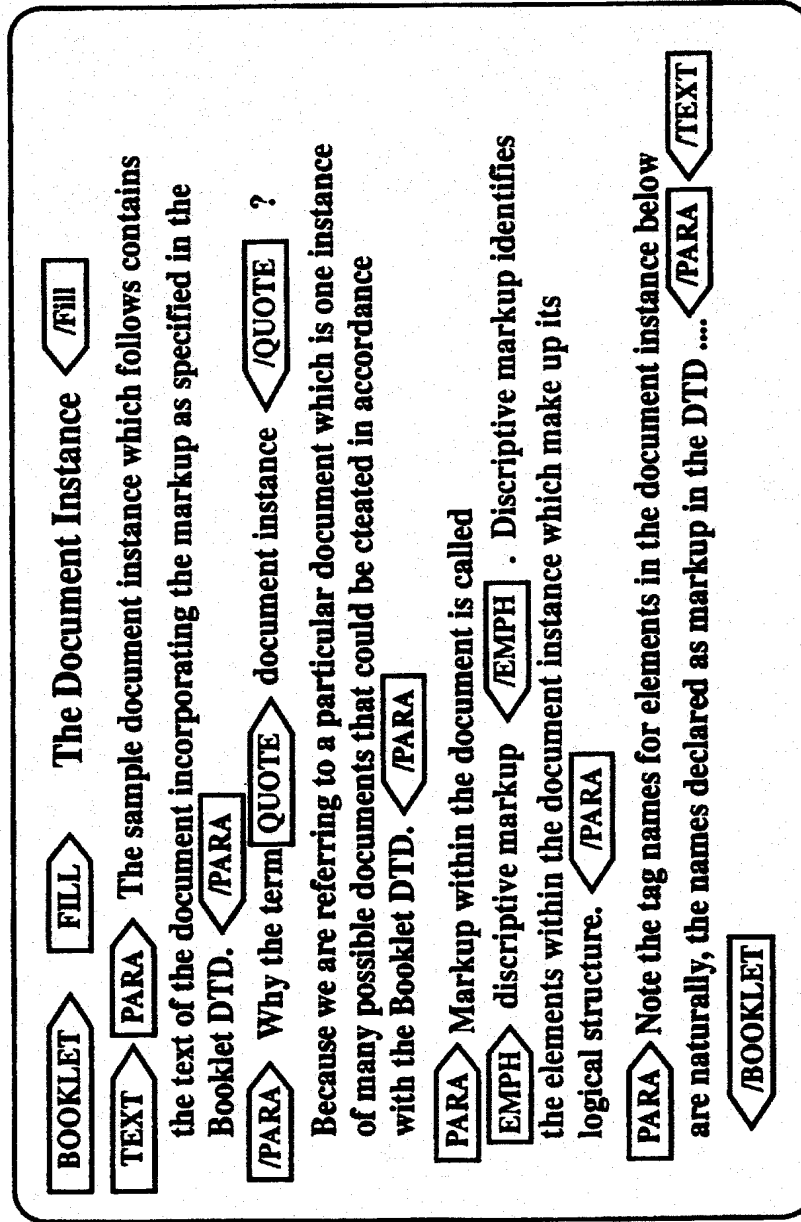 BOOKLET FILL The Document Instance /Fill
TEXT PARA The sample document instance which follows contains
the text of the document incorporating the markup as specified in the
Booklet DTD. /PARA
/PARA Why the term QUOTE document instance /QUOTE ?
Because we are referring to a particular document which is one instance
of many possible documents that could be cteated in accordance
with the Booklet DTD. /PARA
PARA Markup within the document is called
EMPH discriptive markup /EMPH . Discriptive markup identifies
the elements within the document instance which make up its
logical structure. /PARA
PARA Note the tag names for elements in the document instance below
are naturally, the names declared as markup in the DTD .... /PARA /TEXT
/BOOKLET